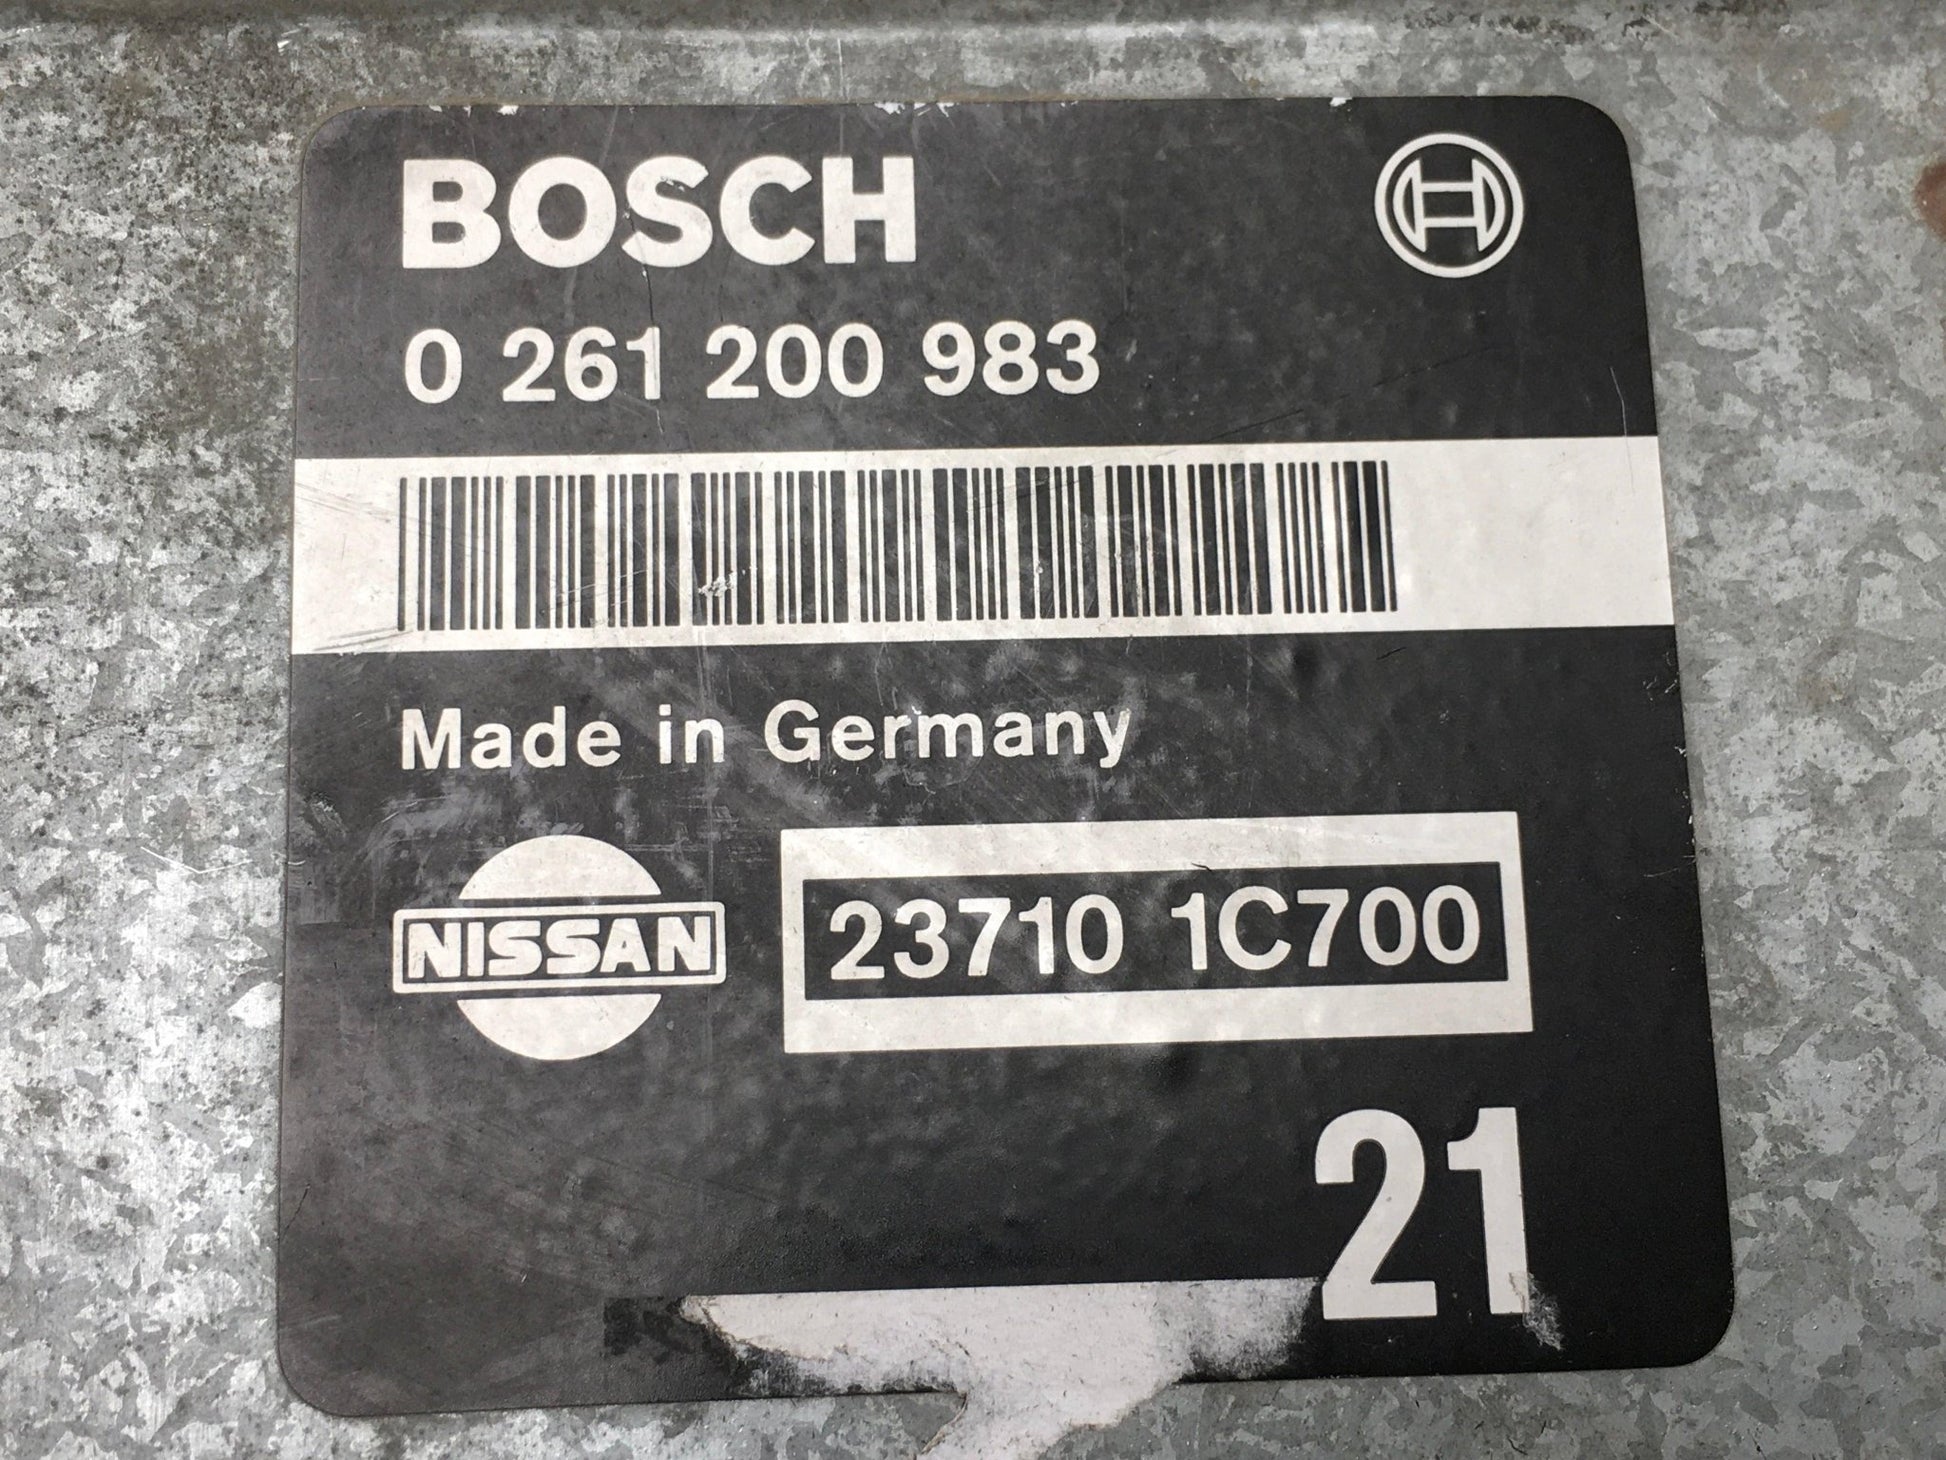 BOSCH
0 261 200 983
Made in Germany
NISSAN
23710 1C700
21